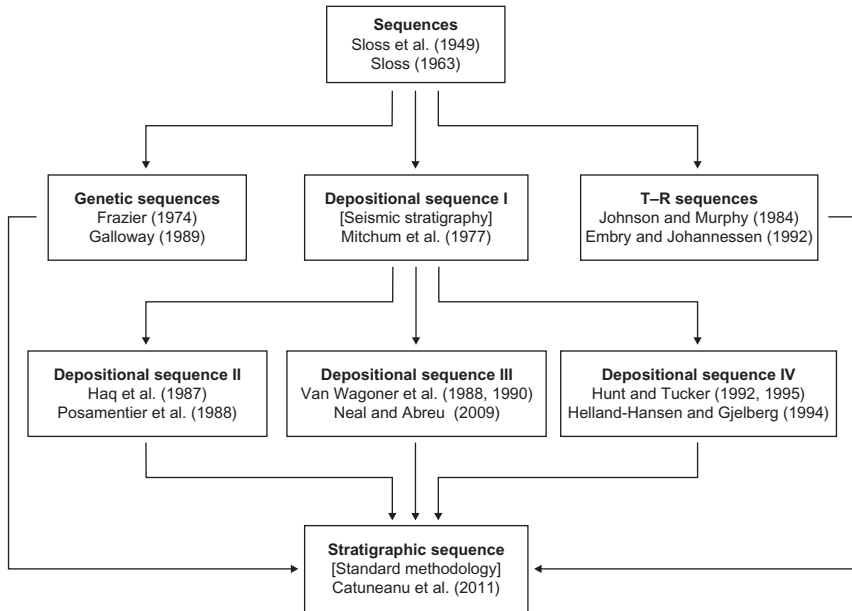 Sequences
Sloss et al. (1949)
Sloss (1963)
Genetic sequences
Frazier (1974)
Galloway (1989)
Depositional sequence I
[Seismic stratigraphy]
Mitchum et al. (1977)
T–R sequences
Johnson and Murphy (1984)
Embry and Johannessen (1992)
Depositional sequence II
Haq et al. (1987)
Posamentier et al. (1988)
Depositional sequence III
Van Wagoner et al. (1988, 1990)
Neal and Abreu (2009)
Depositional sequence IV
Hunt and Tucker (1992, 1995)
Helland-Hansen and Gjelberg (1994)
Stratigraphic sequence
[Standard methodology]
Catuneanu et al. (2011)